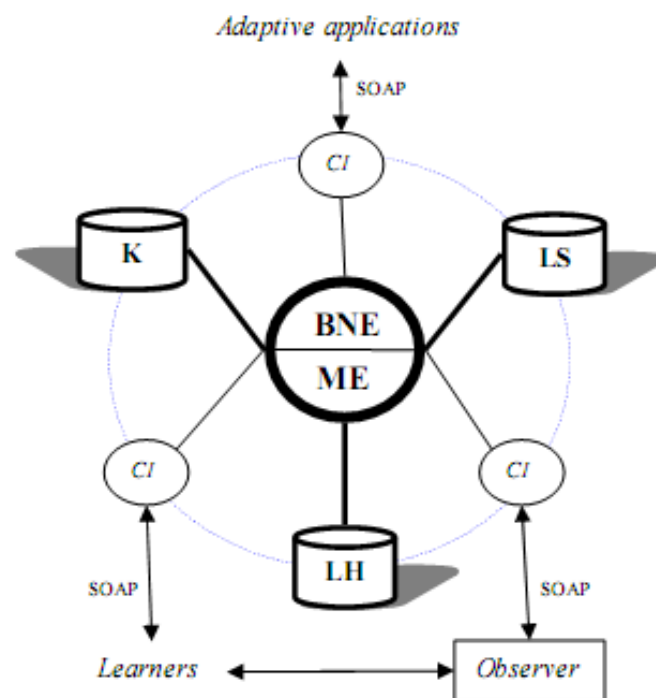 Adaptive applications
SOAP
CI
K
LS
BNE
ME
CI
CI
LH
SOAP
SOAP
Learners
Observer